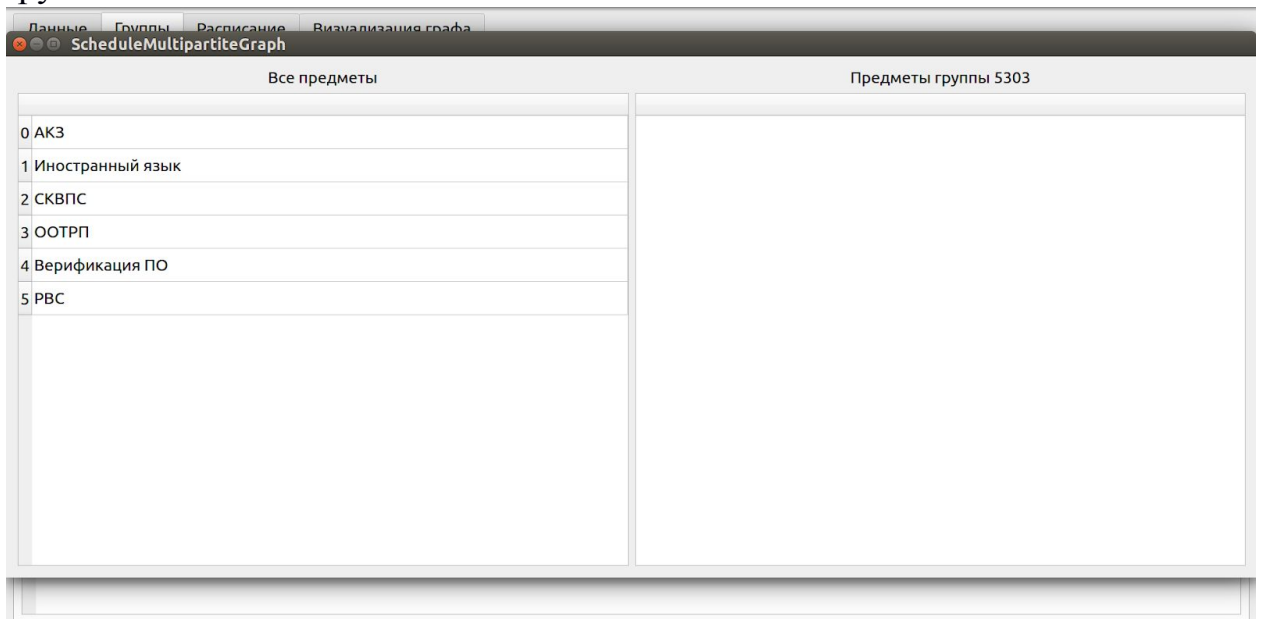 Данные Группы Расписание Визуализация графа
ScheduleMultipartiteGraph
Все предметы Предметы группы 5303
0 АКЗ
1 Иностранный язык
2 СКВПС
3 ООТРП
4 Верификация ПО
5 РВС